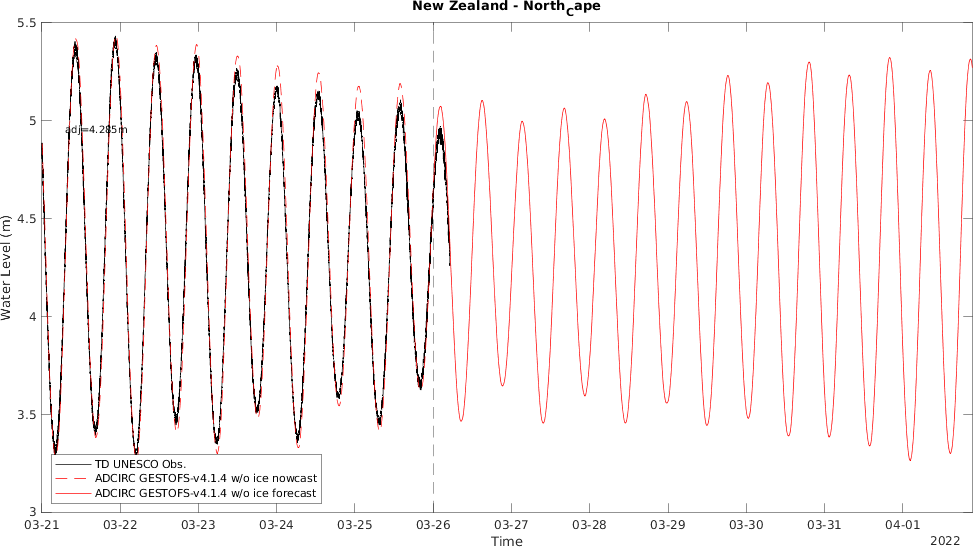 New Zealand - NorthCape
5.5
5
4.5
4
3.5
3
Water Level (m)
adj=4.285m
TD UNESCO Obs.
ADCIRC GESTOFS-v4.1.4 w/o ice nowcast
ADCIRC GESTOFS-v4.1.4 w/o ice forecast
03-21 03-22 03-23 03-24 03-25 03-26 03-27 03-28 03-29 03-30 03-31 04-01
Time
2022